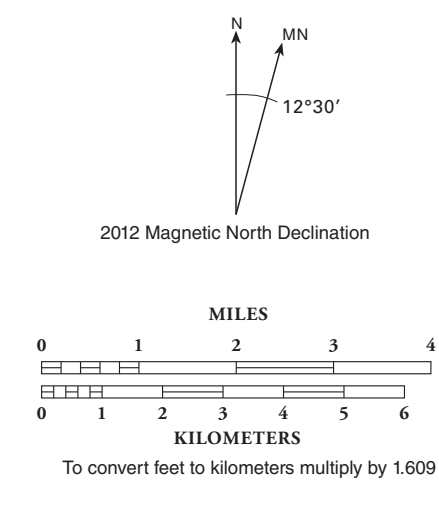 N
MN
12°30′
2012 Magnetic North Declination
MILES
0 1 2 3 4
0 1 2 3 4 5 6
KILOMETERS
To convert feet to kilometers multiply by 1.609